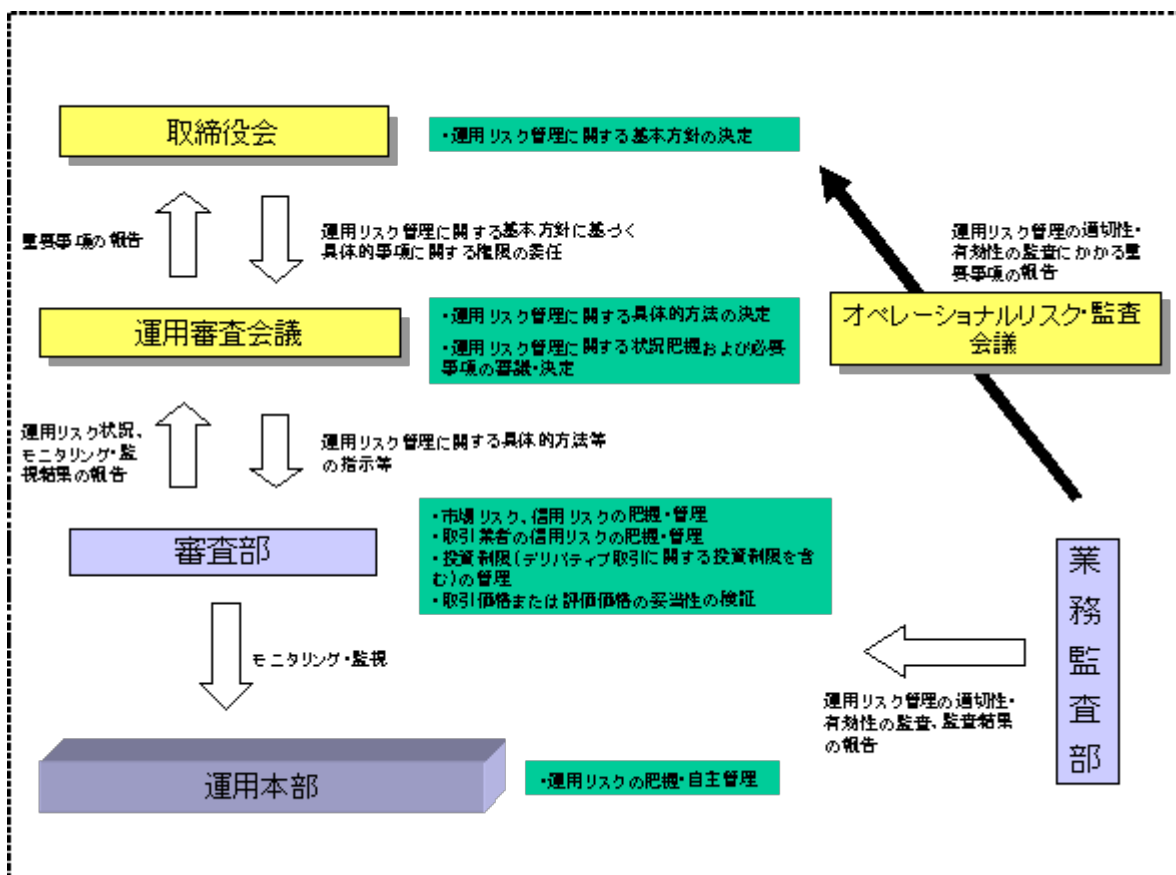 取締役会
・運用リスク管理に関する基本方針の決定
重要事項の報告
運用リスク管理に関する基本方針に基づく
具体的事項に関する権限の委任
運用リスク管理の適切性・
有効性の監査にかかる重
要事項の報告
運用審査会議
・運用リスク管理に関する具体的方法の決定
・運用リスク管理に関する状況把握および必要
事項の審議・決定
オペレーショナルリスク・監査
会議
運用リスク状況、
モニタリング・監
視結果の報告
運用リスク管理に関する具体的方法等
の指示等
審査部
・市場リスク、信用リスクの把握・管理
・取引業者の信用リスクの把握・管理
・投資制限(デリバティブ取引に関する投資制限を含
む)の管理
・取引価格または評価価格の妥当性の検証
業務監査部
モニタリング・監視
運用リスク管理の適切性・
有効性の監査、監査結果
の報告
運用本部
・運用リスクの把握・自主管理